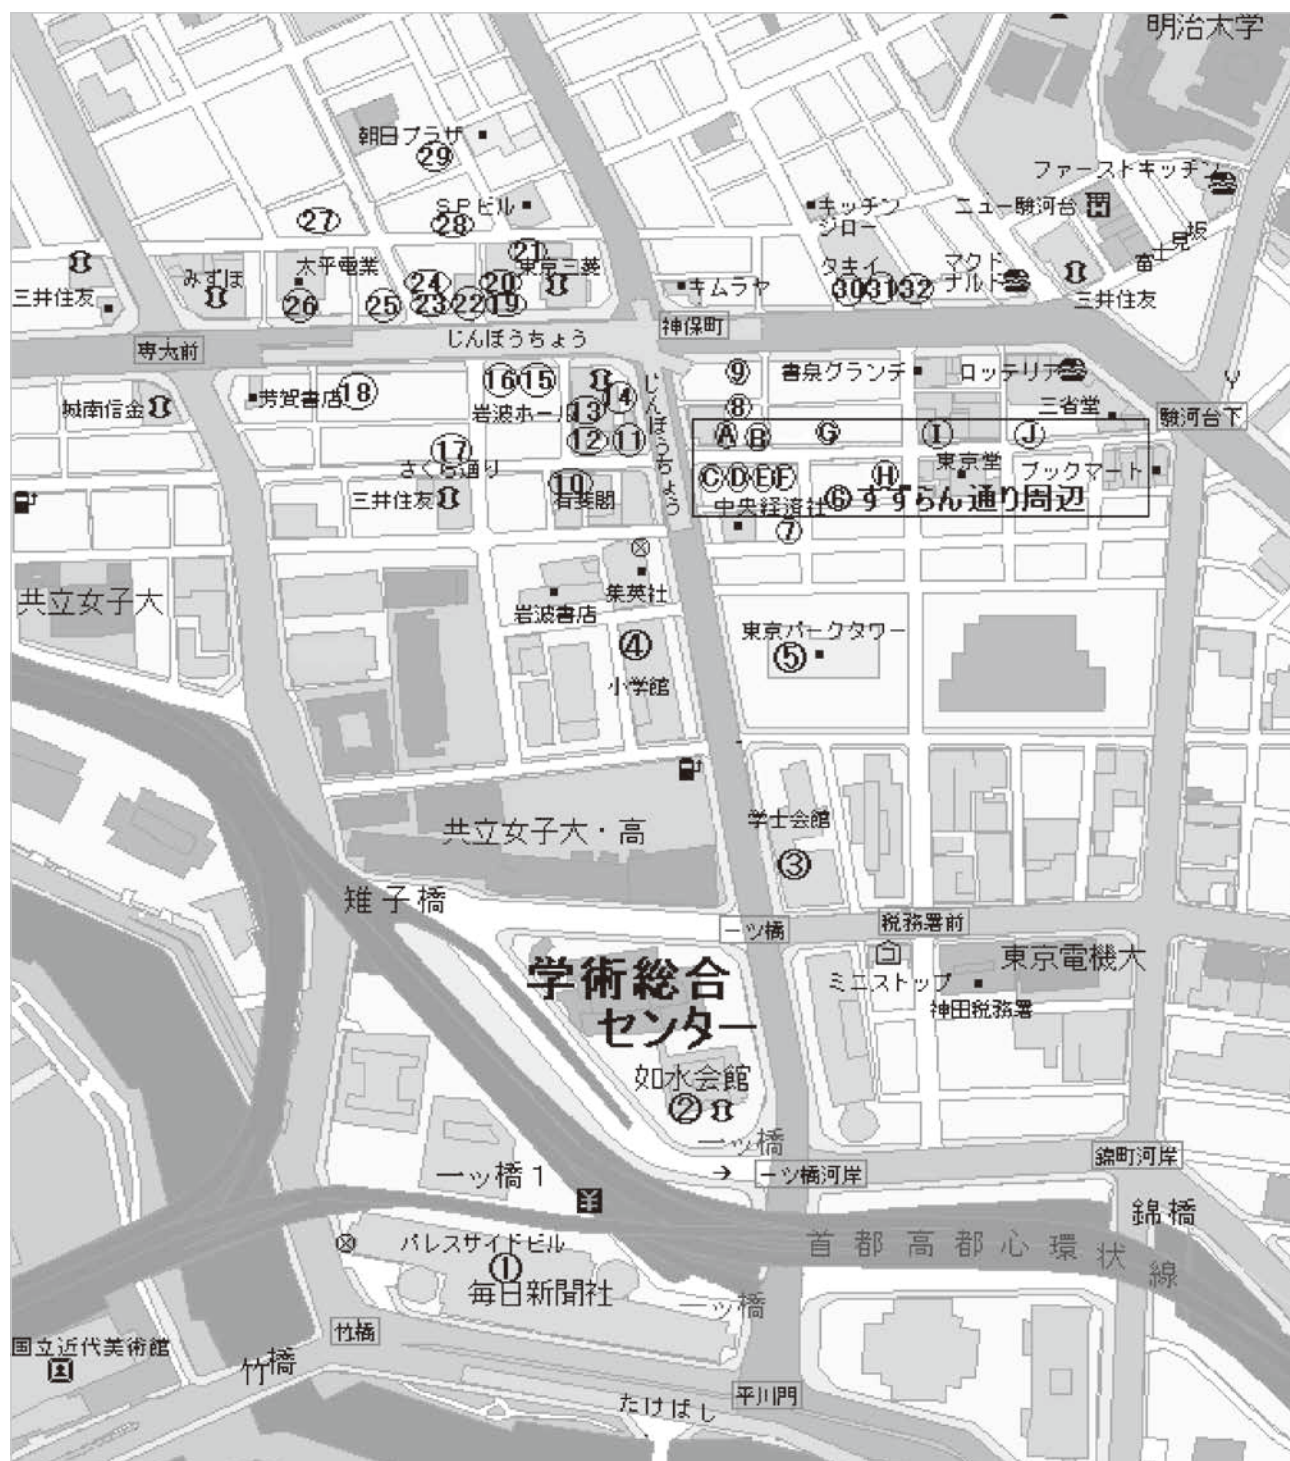 明治大学
朝日プラザ
㉙
ファーストキッチン
S.Pビル
㉘
㉗
キッチン
ジロー
ニュー駿河台
富士見坂
三井住友
みずほ
太平電業
㉖
㉕
㉔
㉓
㉒
㉑
⑳
⑲
東京三菱
キムラヤ
タキイ
㉚
㉛
㉜
マクド
ナルド
三井住友
専大前
じんぼうちょう
神保町
城南信金
芳賀書店
⑱
⑯
⑮
岩波ホール
⑭
⑬
⑫
⑪
じんぼうちょう
⑨
⑧
書泉グランデ
ロッテリア
三省堂
駿河台下
Ⓐ
Ⓑ
Ⓖ
Ⓘ
Ⓙ
Ⓒ
Ⓓ
Ⓔ
Ⓕ
Ⓗ
東京堂
ブックマート
⑥すずらん通り周辺
⑰
さくら通り
三井住友
⑩
有斐閣
中央経済社
⑦
共立女子大
岩波書店
集英社
④
小学館
東京パークタワー
⑤
共立女子大・高
学士会館
③
雉子橋
一ツ橋
税務署前
学術総合
センター
ミニストップ
神田税務署
東京電機大
如水会館
②
一ッ橋
一ツ橋河岸
錦町河岸
錦橋
一ッ橋1
パレスサイドビル
①
毎日新聞社
一ッ橋
首都高都心環状線
国立近代美術館
竹橋
竹橋
平川門
たけばし